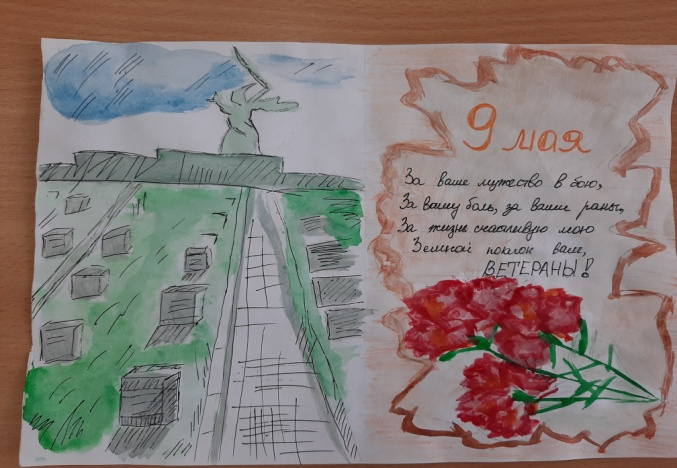 9 мая
За ваше мужество в бою,
За вашу боль, за ваши раны,
За жизнь счастливую мою
Земной поклон вам,
ВЕТЕРАНЫ!